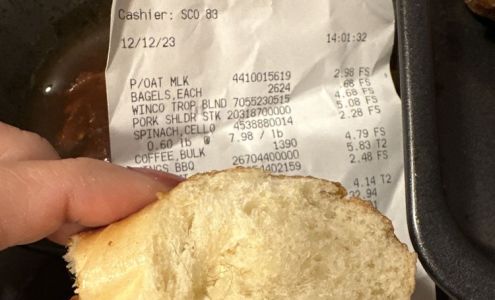 Cashier: SCO 83
12/12/23 14:01:32
P/OAT MLK 4410015619 2.98 FS
BAGELS,EACH 2624 .68 FS
WINCO TROP BLND 7055230515 4.68 FS
PORK SHLDR STK 20318700000 5.08 FS
SPINACH,CELLO 4538880014 2.28 FS
0.60 lb @ 7.98 / lb
COFFEE,BULK 1390 4.79 FS
BBQ 26704400000 5.83 T2
4402159 2.48 FS
4.14 T2